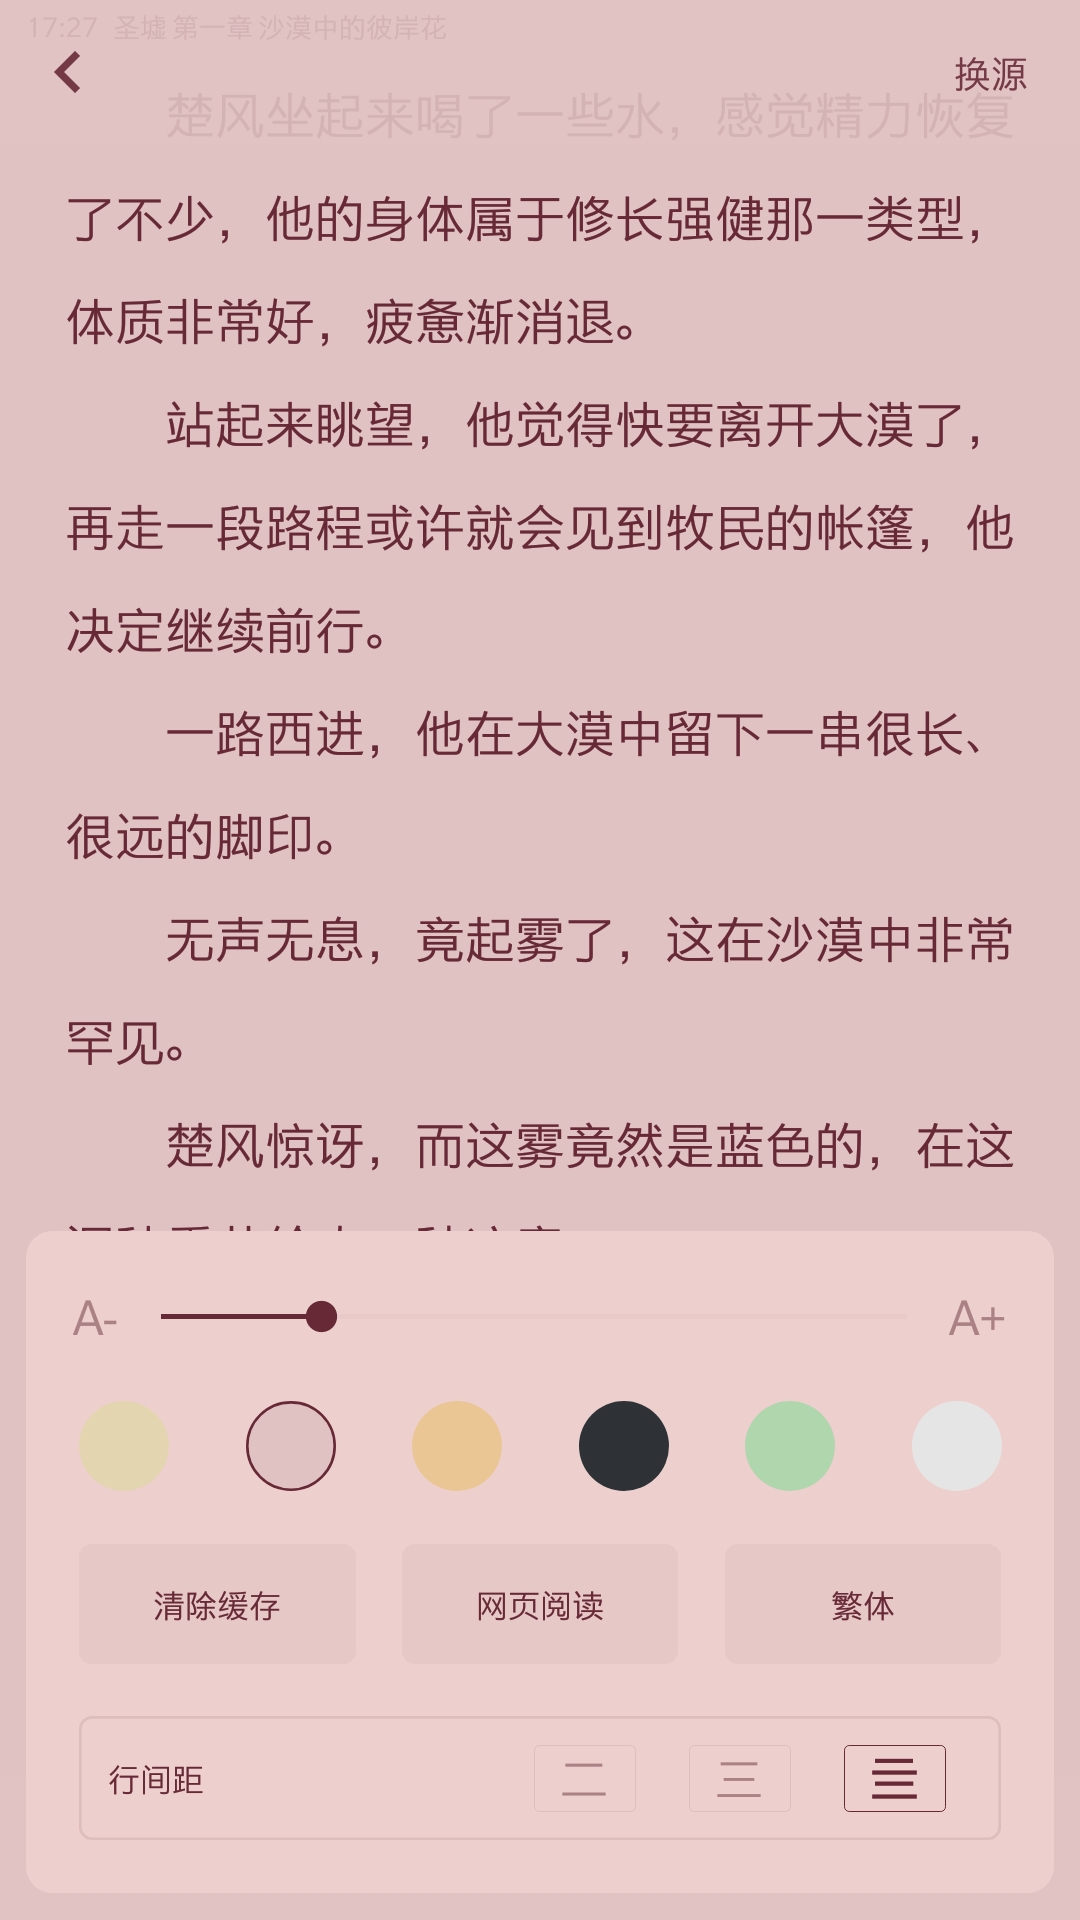 17:27 圣墟 第一章 沙漠中的彼岸花
换源
楚风坐起来喝了一些水，感觉精力恢复
了不少，他的身体属于修长强健那一类型，
体质非常好，疲惫渐消退。
站起来眺望，他觉得快要离开大漠了，
再走一段路程或许就会见到牧民的帐篷，他
决定继续前行。
一路西进，他在大漠中留下一串很长、
很远的脚印。
无声无息，竟起雾了，这在沙漠中非常
罕见。
楚风惊讶，而这雾竟然是蓝色的，在这
A-
A+
清除缓存
网页阅读
繁体
行间距